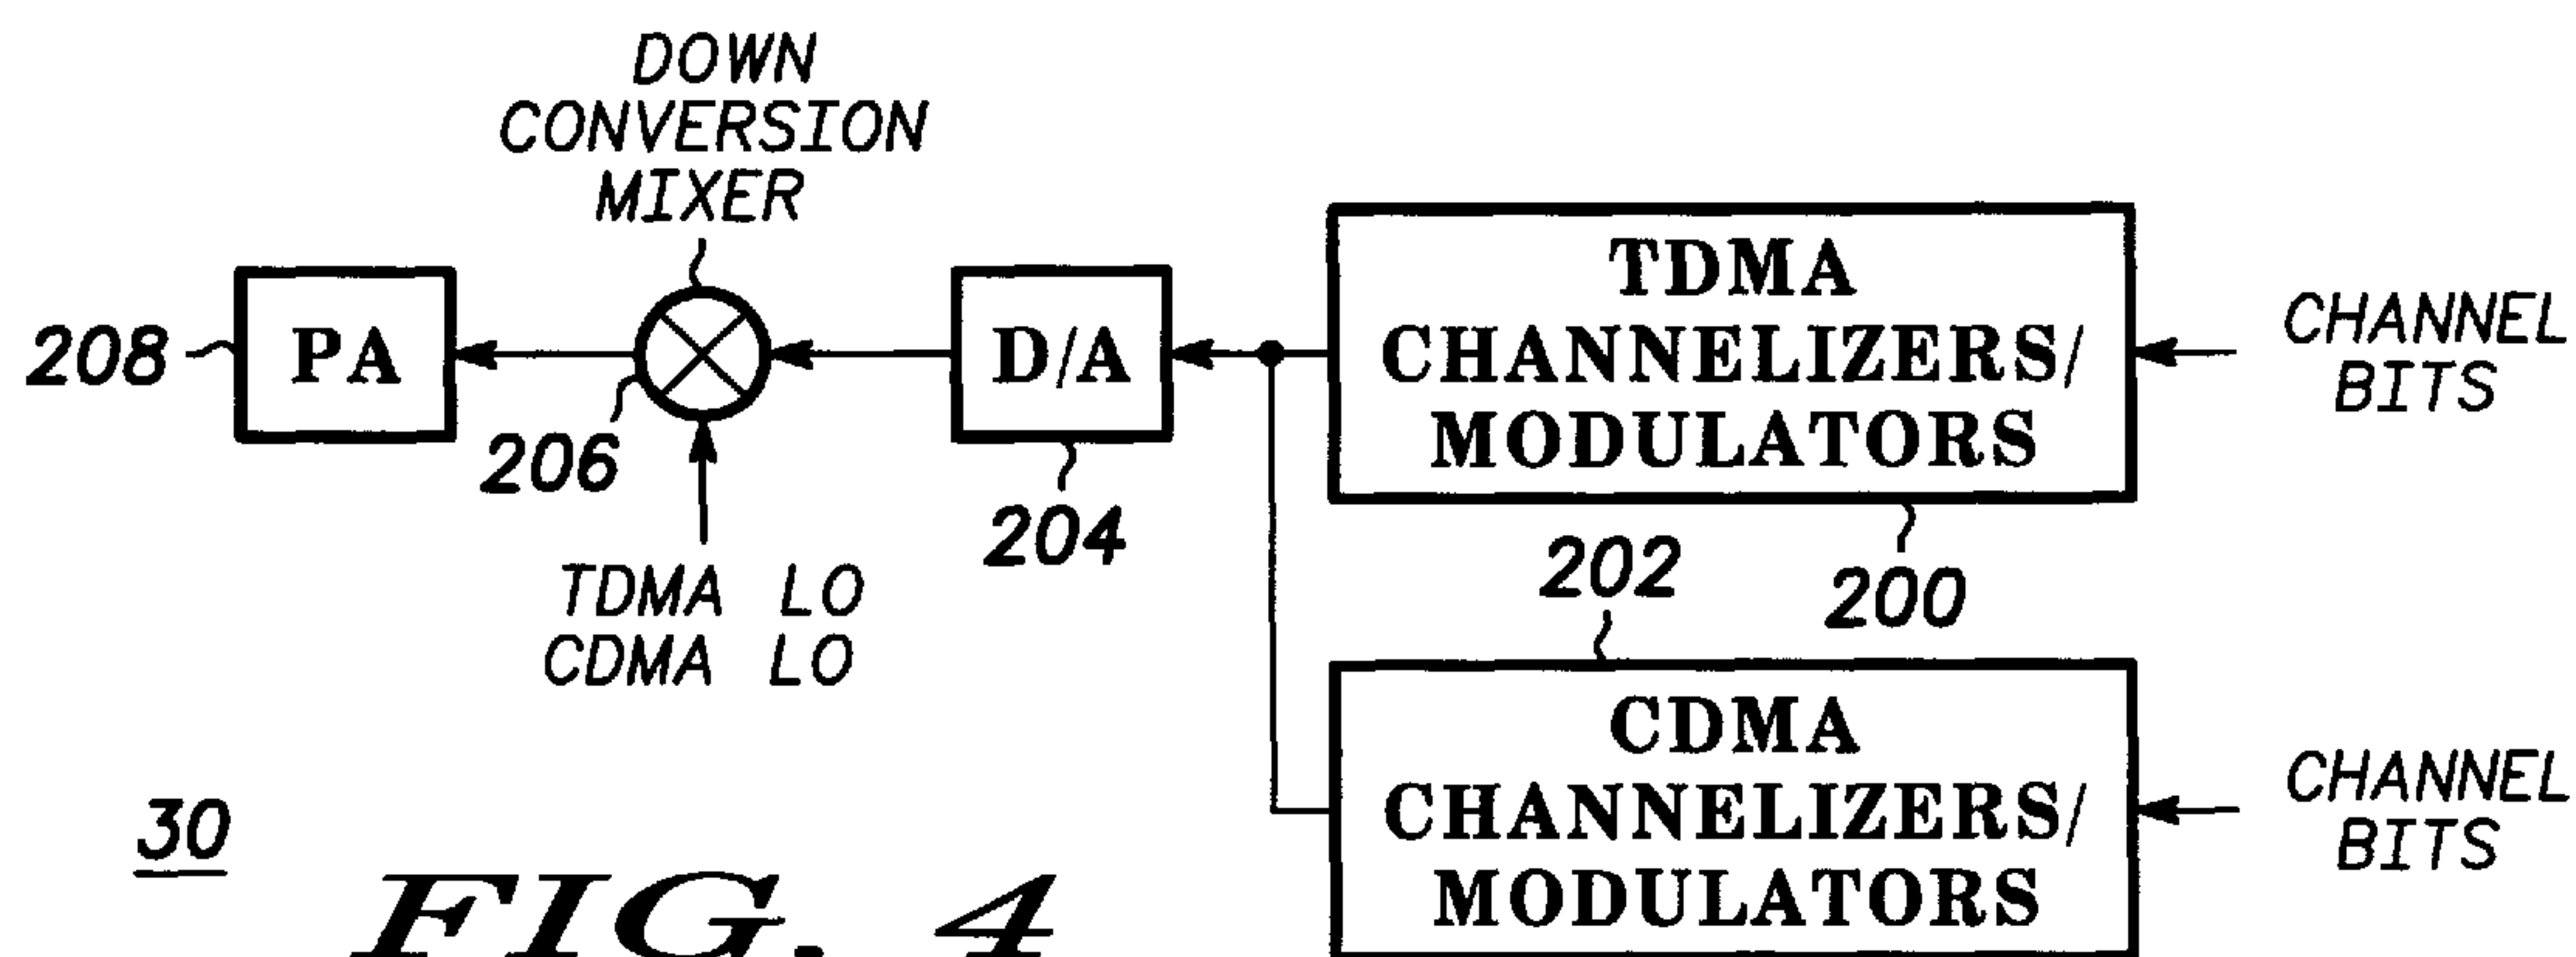 DOWN
CONVERSION
MIXER
208
PA
206
TDMA LO
CDMA LO
D/A
204
TDMA
CHANNELIZERS/
MODULATORS
200
CHANNEL
BITS
202
CDMA
CHANNELIZERS/
MODULATORS
CHANNEL
BITS
30
FIG. 4